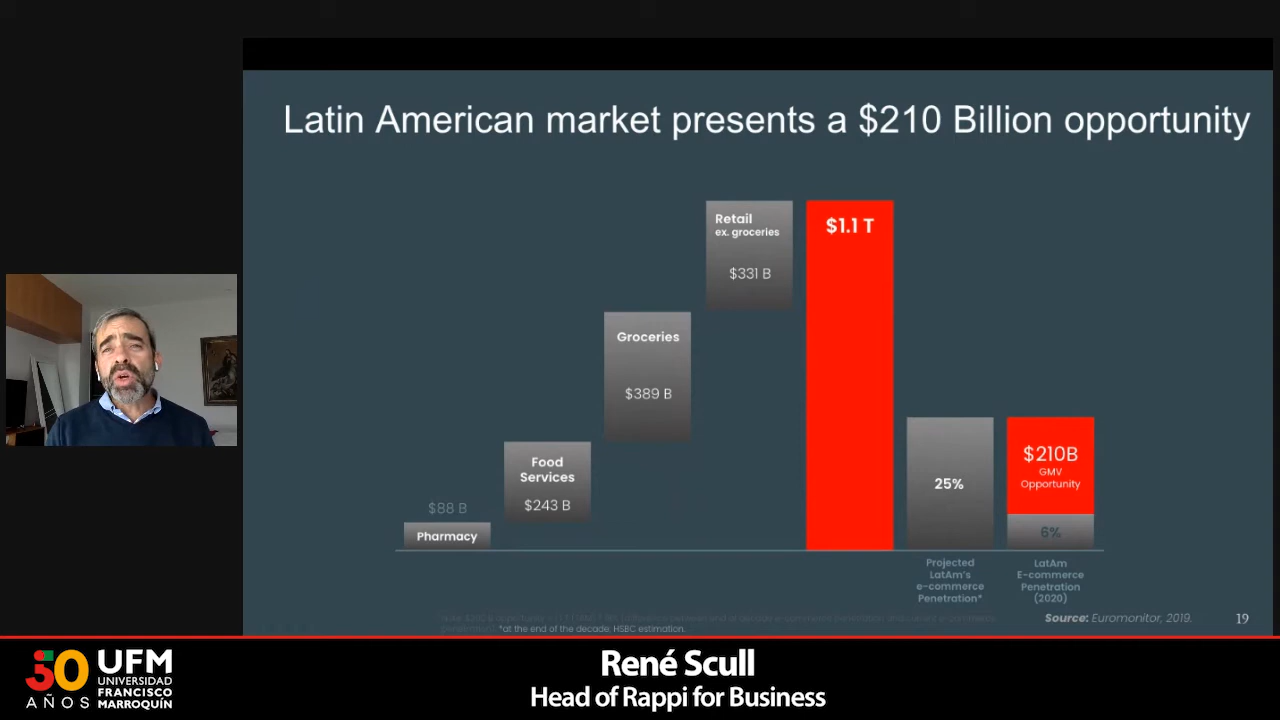 Latin American market presents a $210 Billion opportunity
Retail
ex. groceries
$331 B
$1.1 T
Groceries
$389 B
Food
Services
$243 B
$88 B
Pharmacy
25%
$210B
GMV
Opportunity
6%
Projected
LatAm's
e-commerce
Penetration*
LatAm
E-commerce
Penetration
(2020)
*at the end of the decade. HSBC estimation.
Source: Euromonitor, 2019.
19
50
AÑOS
UFM
UNIVERSIDAD
FRANCISCO
MARROQUÍN
René Scull
Head of Rappi for Business